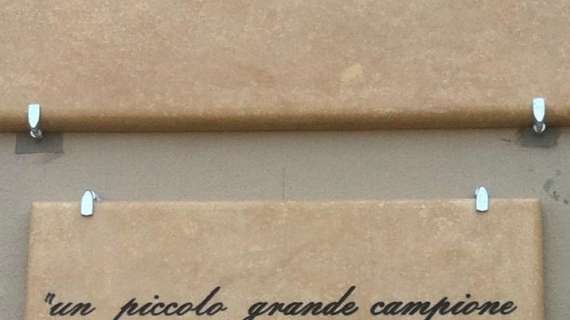 "un piccolo grande campione